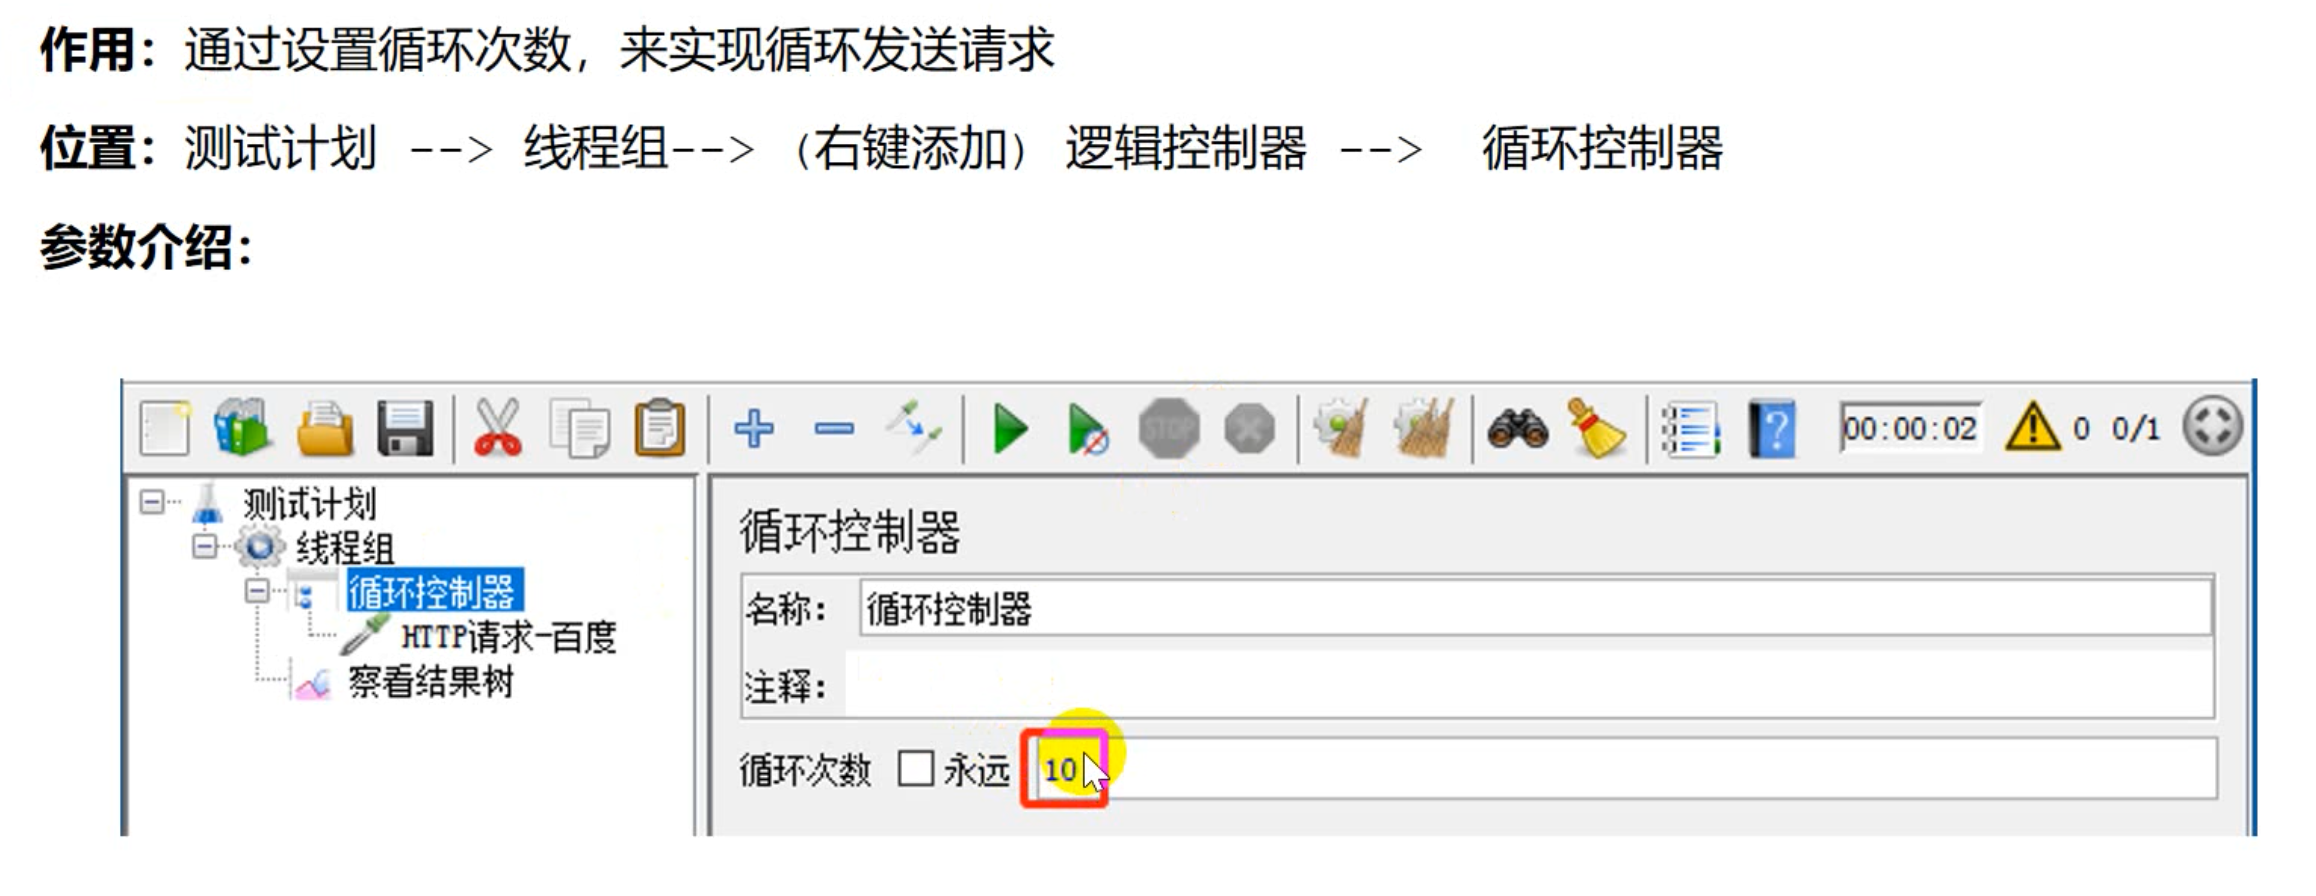 作用：通过设置循环次数，来实现循环发送请求
位置：测试计划 --> 线程组--> （右键添加） 逻辑控制器 --> 循环控制器
参数介绍：
STOP
00:00:02 0 0/1
测试计划
线程组
循环控制器
HTTP请求-百度
察看结果树
循环控制器
名称： 循环控制器
注释：
循环次数 永远 10